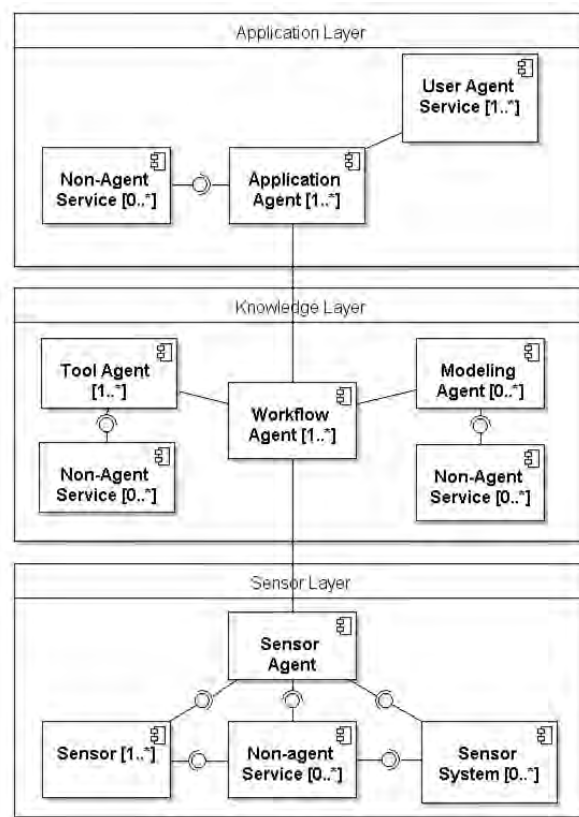 Application Layer
User Agent
Service [1..*]
Non-Agent
Service [0..*]
Application
Agent [1..*]
Knowledge Layer
Tool Agent
[1..*]
Modeling
Agent [0..*]
Workflow
Agent [1..*]
Non-Agent
Service [0..*]
Non-Agent
Service [0..*]
Sensor Layer
Sensor
Agent
Sensor [1..*]
Non-agent
Service [0..*]
Sensor
System [0..*]